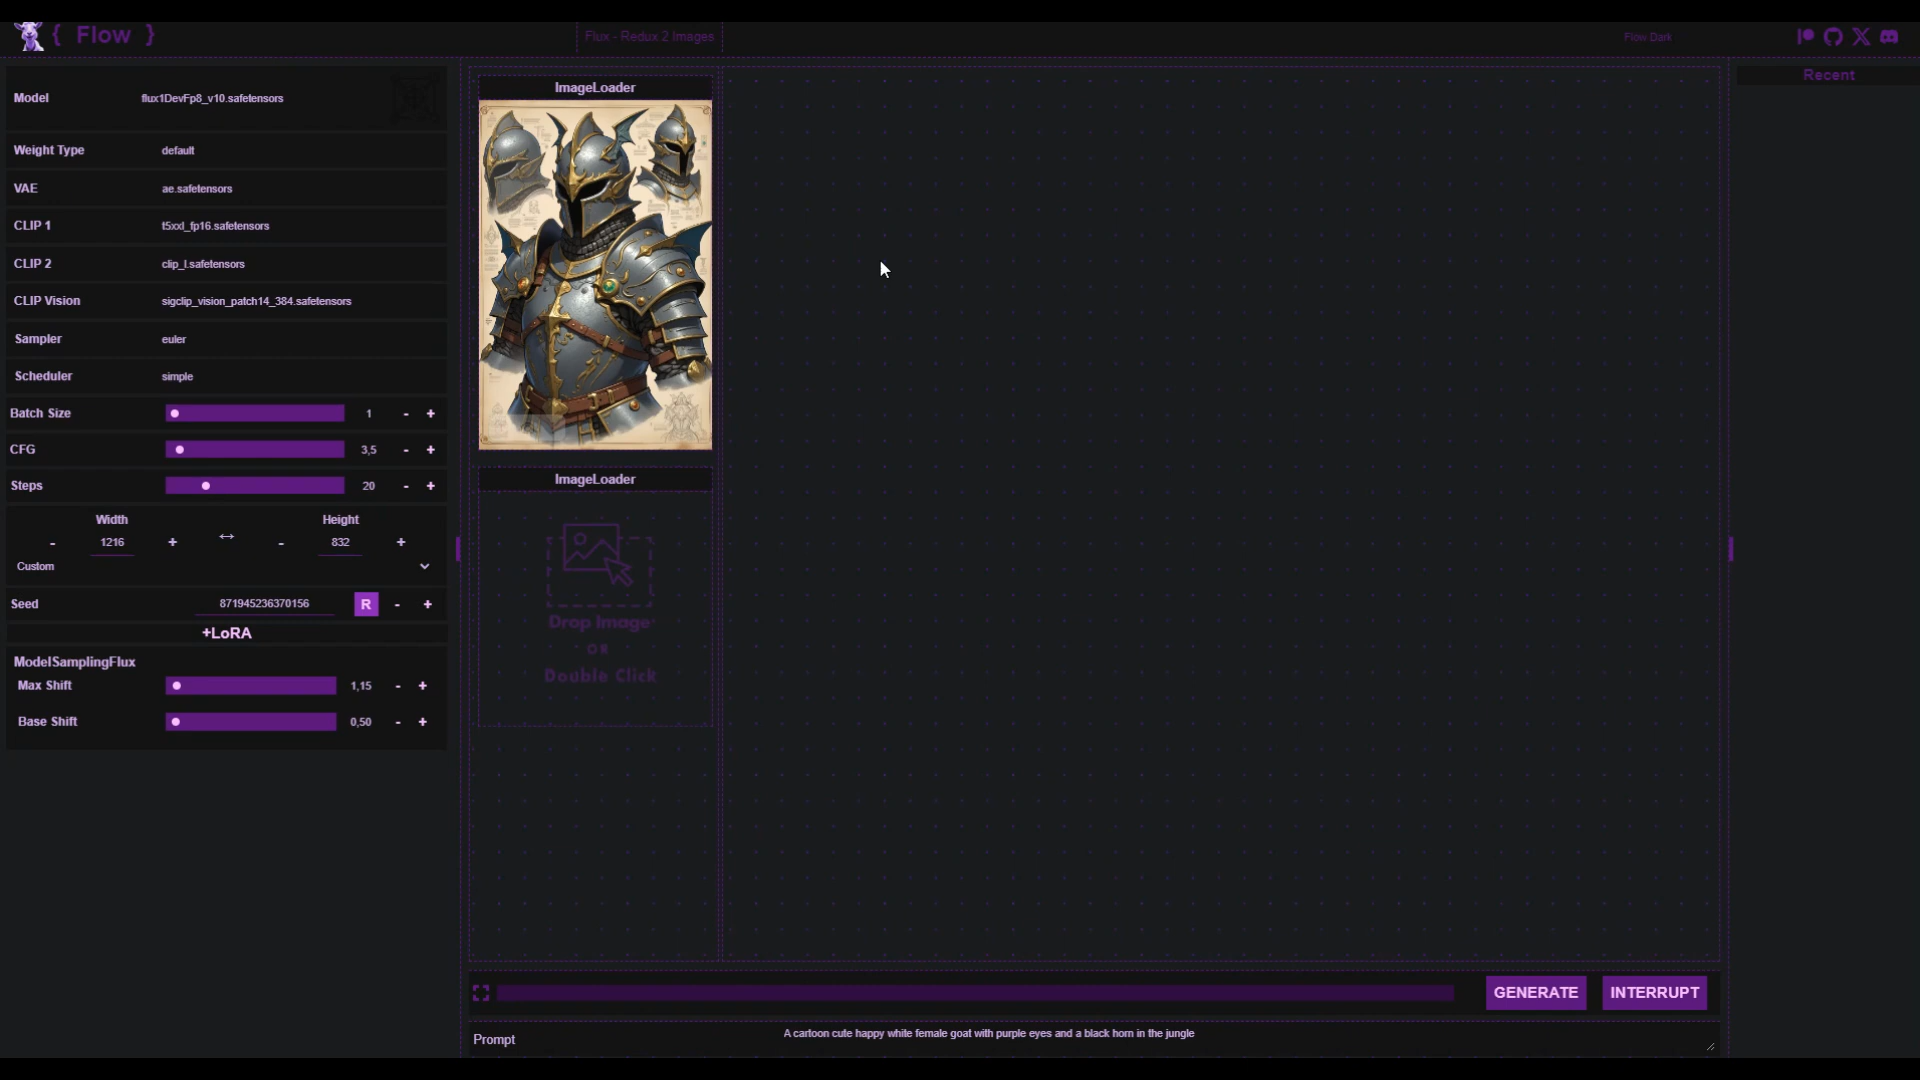 { Flow }
Flux - Redux 2 Images
Flow Dark
Model
flux1DevFp8_v10.safetensors
Weight Type
default
VAE
ae.safetensors
CLIP 1
t5xxl_fp16.safetensors
CLIP 2
clip_l.safetensors
CLIP Vision
sigclip_vision_patch14_384.safetensors
Sampler
euler
Scheduler
simple
Batch Size
1
-
+
CFG
3,5
-
+
Steps
20
-
+
Width
Height
-
1216
+
↔
-
832
+
Custom
Seed
871945236370156
R
-
+
+LoRA
ModelSamplingFlux
Max Shift
1,15
-
+
Base Shift
0,50
-
+
ImageLoader
ImageLoader
Drop Image
OR
Double Click
Recent
GENERATE
INTERRUPT
Prompt
A cartoon cute happy white female goat with purple eyes and a black horn in the jungle